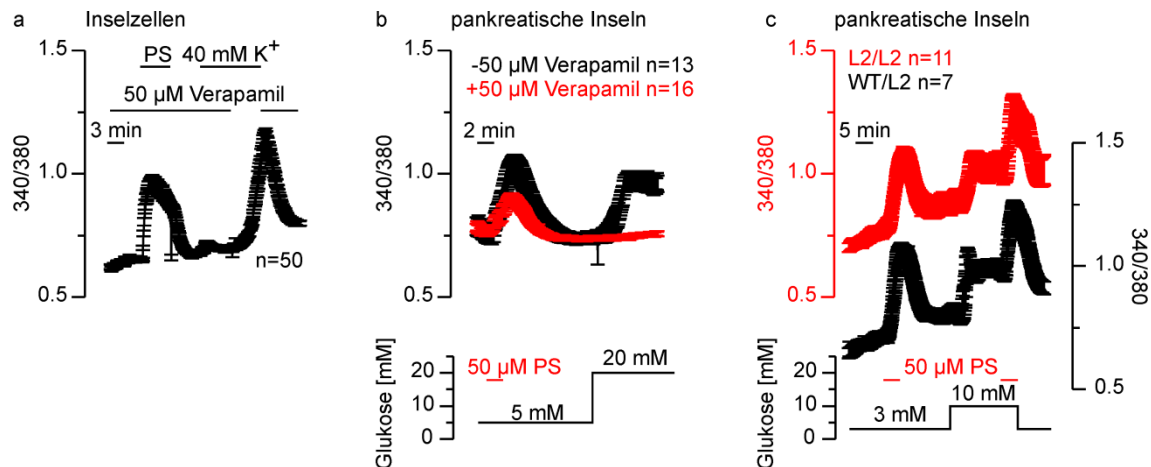 a Inselzellen
PS 40 mM K+
50 µM Verapamil
3 min
n=50
1.5
1.0
0.5
340/380
b pankreatische Inseln
-50 µM Verapamil n=13
+50 µM Verapamil n=16
2 min
1.5
1.0
0.5
340/380
50 µM PS
20 mM
5 mM
20
15
10
5
0
Glukose [mM]
c pankreatische Inseln
L2/L2 n=11
WT/L2 n=7
5 min
1.5
1.0
0.5
340/380
1.5
1.0
0.5
340/380
50 µM PS
10 mM
3 mM
20
15
10
5
0
Glukose [mM]